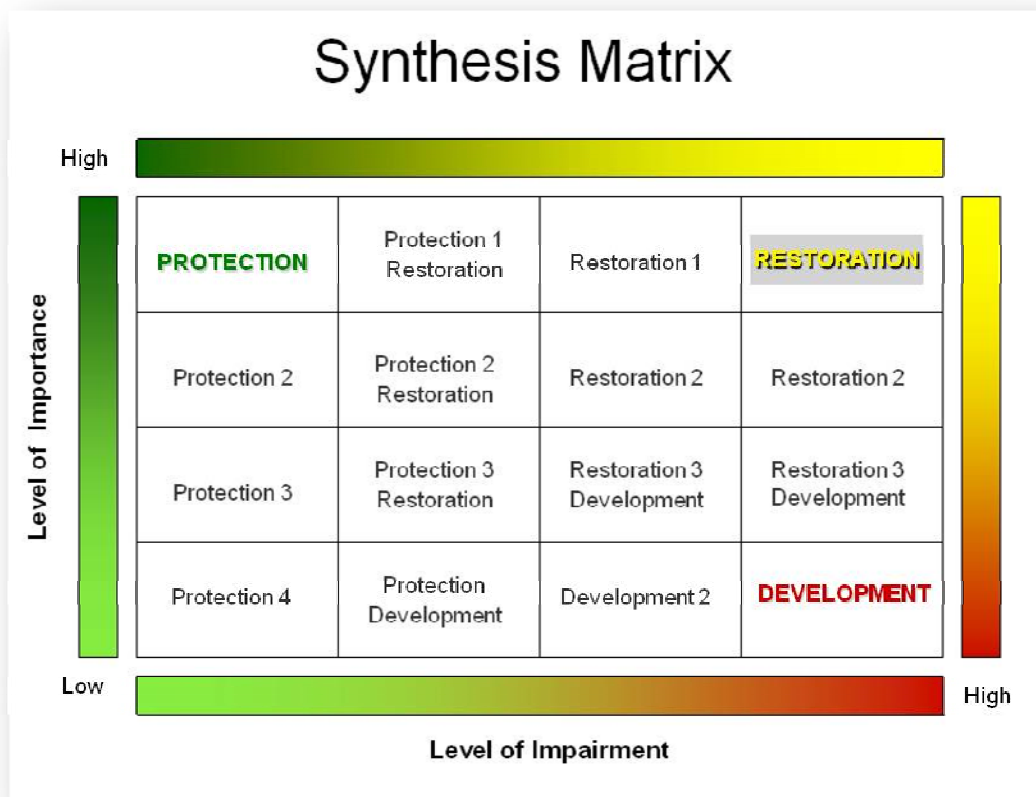 Synthesis Matrix
High
PROTECTION
Protection 1
Restoration
Restoration 1
RESTORATION
Protection 2
Protection 2
Restoration
Restoration 2
Restoration 2
Protection 3
Protection 3
Restoration
Restoration 3
Development
Restoration 3
Development
Protection 4
Protection
Development
Development 2
DEVELOPMENT
Level of Importance
Low
High
Level of Impairment